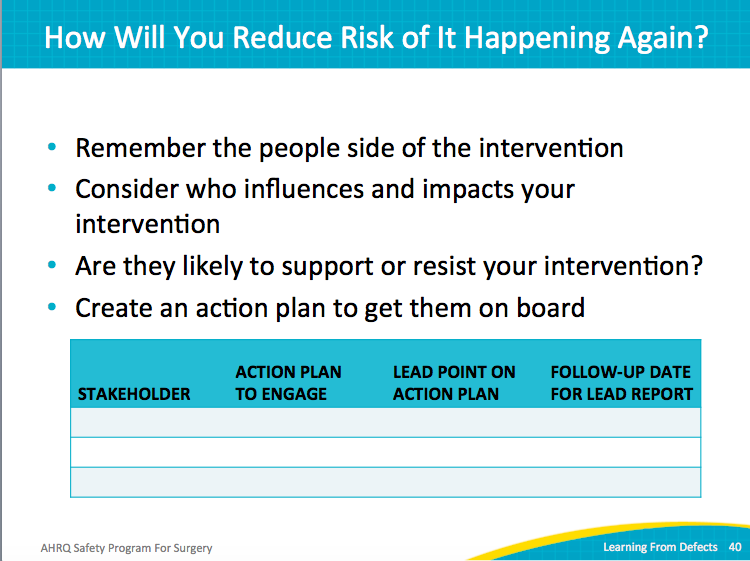 How Will You Reduce Risk of It Happening Again?
• Remember the people side of the intervention
• Consider who influences and impacts your
intervention
• Are they likely to support or resist your intervention?
• Create an action plan to get them on board
STAKEHOLDER
ACTION PLAN
TO ENGAGE
LEAD POINT ON
ACTION PLAN
FOLLOW-UP DATE
FOR LEAD REPORT
AHRQ Safety Program For Surgery
Learning From Defects 40